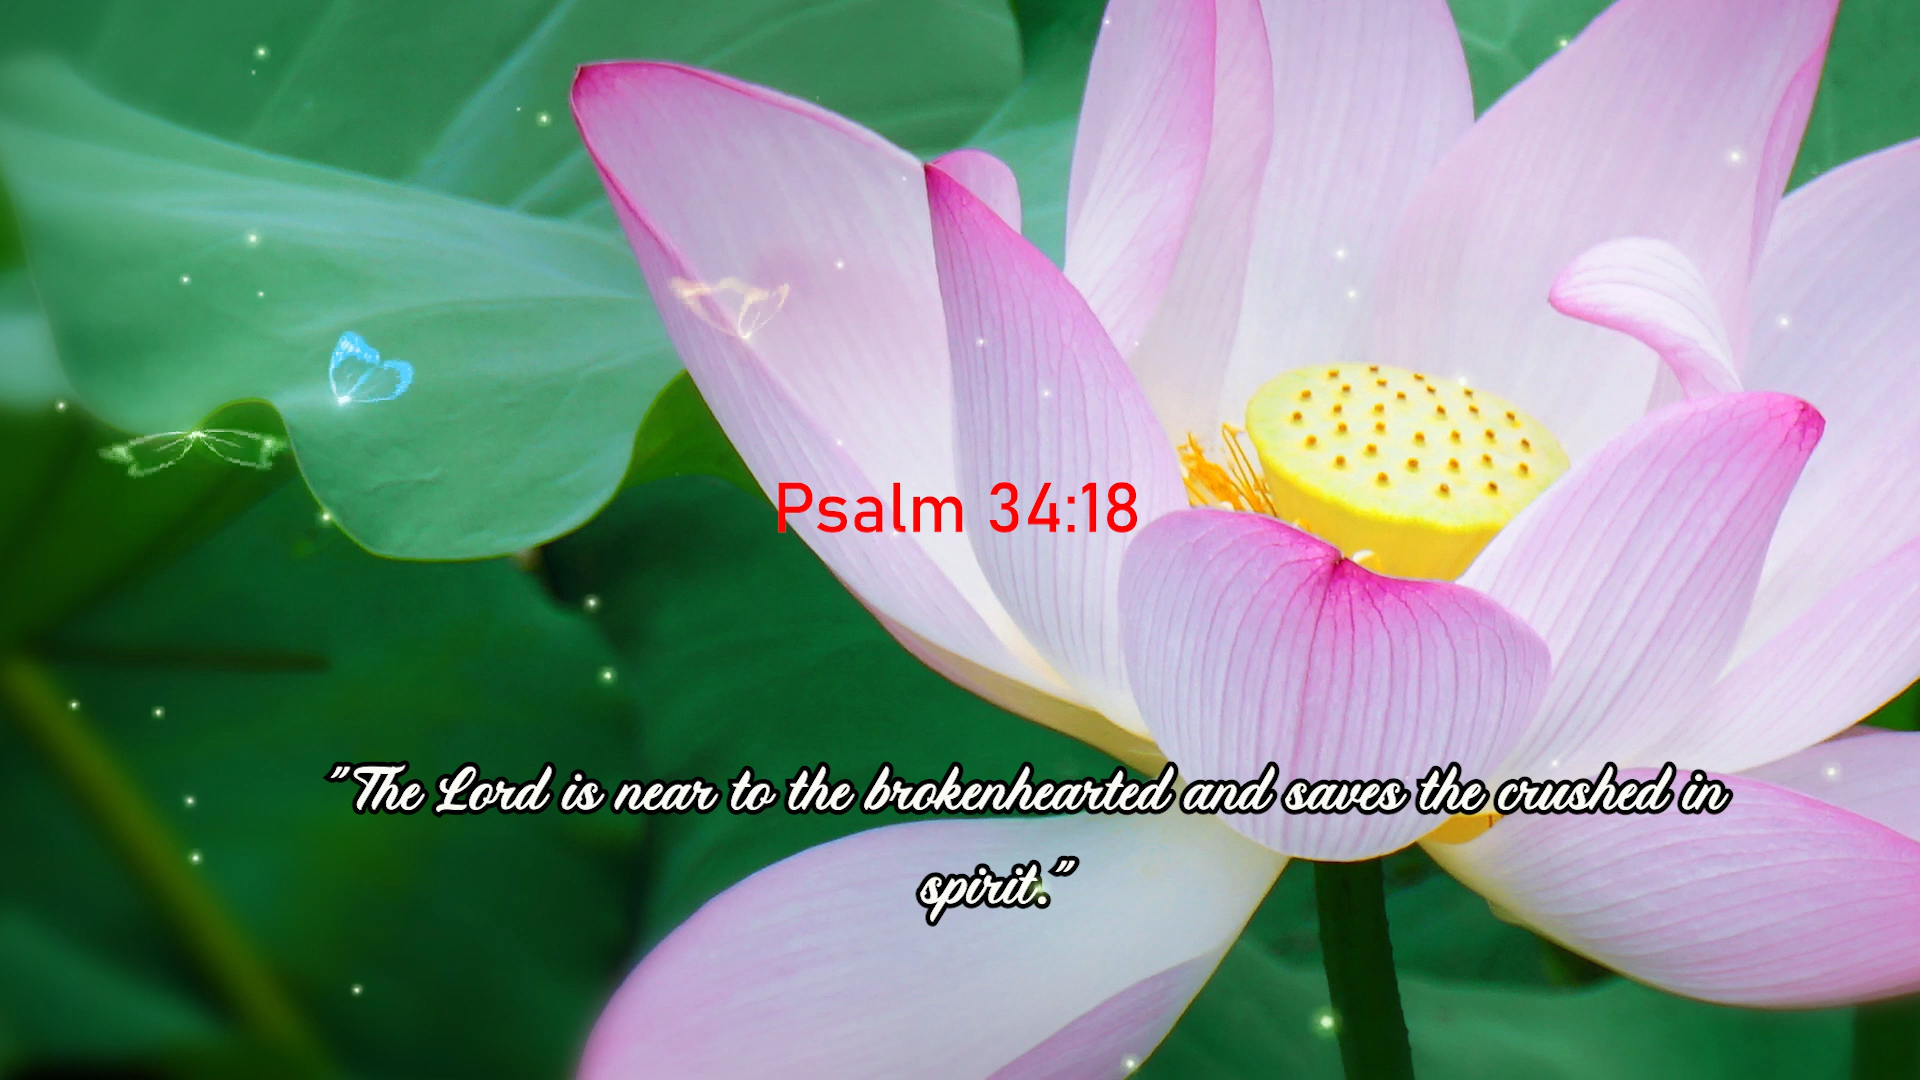 Psalm 34:18
"The Lord is near to the brokenhearted and saves the crushed in
spirit."